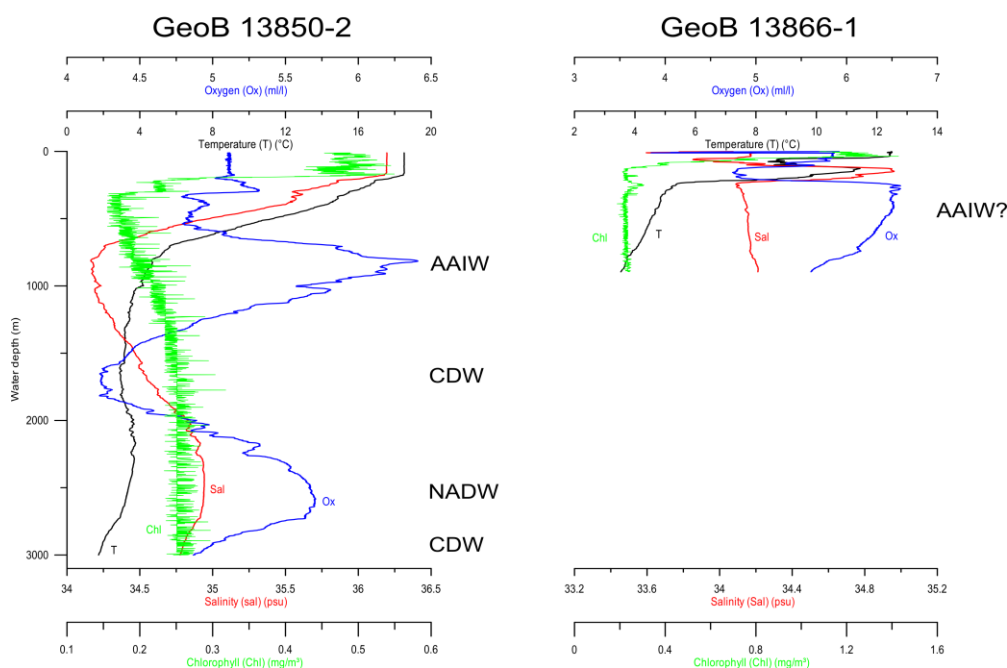 GeoB 13850-2
4 4.5 5 5.5 6 6.5
Oxygen (Ox) (ml/l)
0 4 8 12 16 20
Temperature (T) (°C)
0
1000
2000
3000
Water depth (m)
AAIW
CDW
NADW
CDW
Sal
Ox
Chl
T
34 34.5 35 35.5 36 36.5
Salinity (sal) (psu)
0.1 0.2 0.3 0.4 0.5 0.6
Chlorophyll (Chl) (mg/m³)
GeoB 13866-1
3 4 5 6 7
Oxygen (Ox) (ml/l)
2 4 6 8 10 12 14
Temperature (T) (°C)
AAIW?
Chl
T
Sal
Ox
33.2 33.6 34 34.4 34.8 35.2
Salinity (Sal) (psu)
0 0.4 0.8 1.2 1.6
Chlorophyll (Chl) (mg/m³)